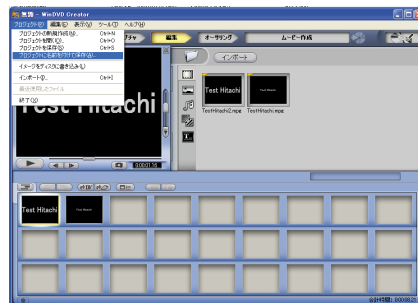 無題 - WinDVD Creator
プロジェクト(P) 編集(E) 表示(V) ツール(T) ヘルプ(H)
プロジェクトの新規作成(N)... Ctrl+N
プロジェクトを開く(O)... Ctrl+O
プロジェクトを保存(S) Ctrl+S
プロジェクトに名前を付けて保存(A)...
イメージをディスクに書き込み(L)
インポート(I)... Ctrl+I
最近使用したファイル
終了(X)
編集 オーサリング ムービー作成
インポート
Test Hitachi
Test Hitachi
Test Hitachi
TestHitachi2.mpg TestHitachi.mpg
Test Hitachi
Test Hitachi